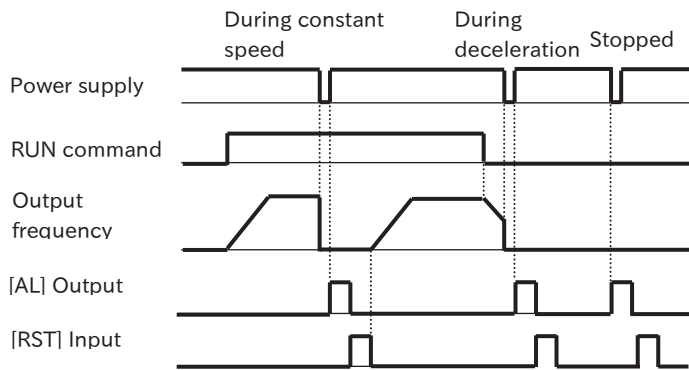 During constant
speed
During
deceleration
Stopped
Power supply
RUN command
Output
frequency
[AL] Output
[RST] Input